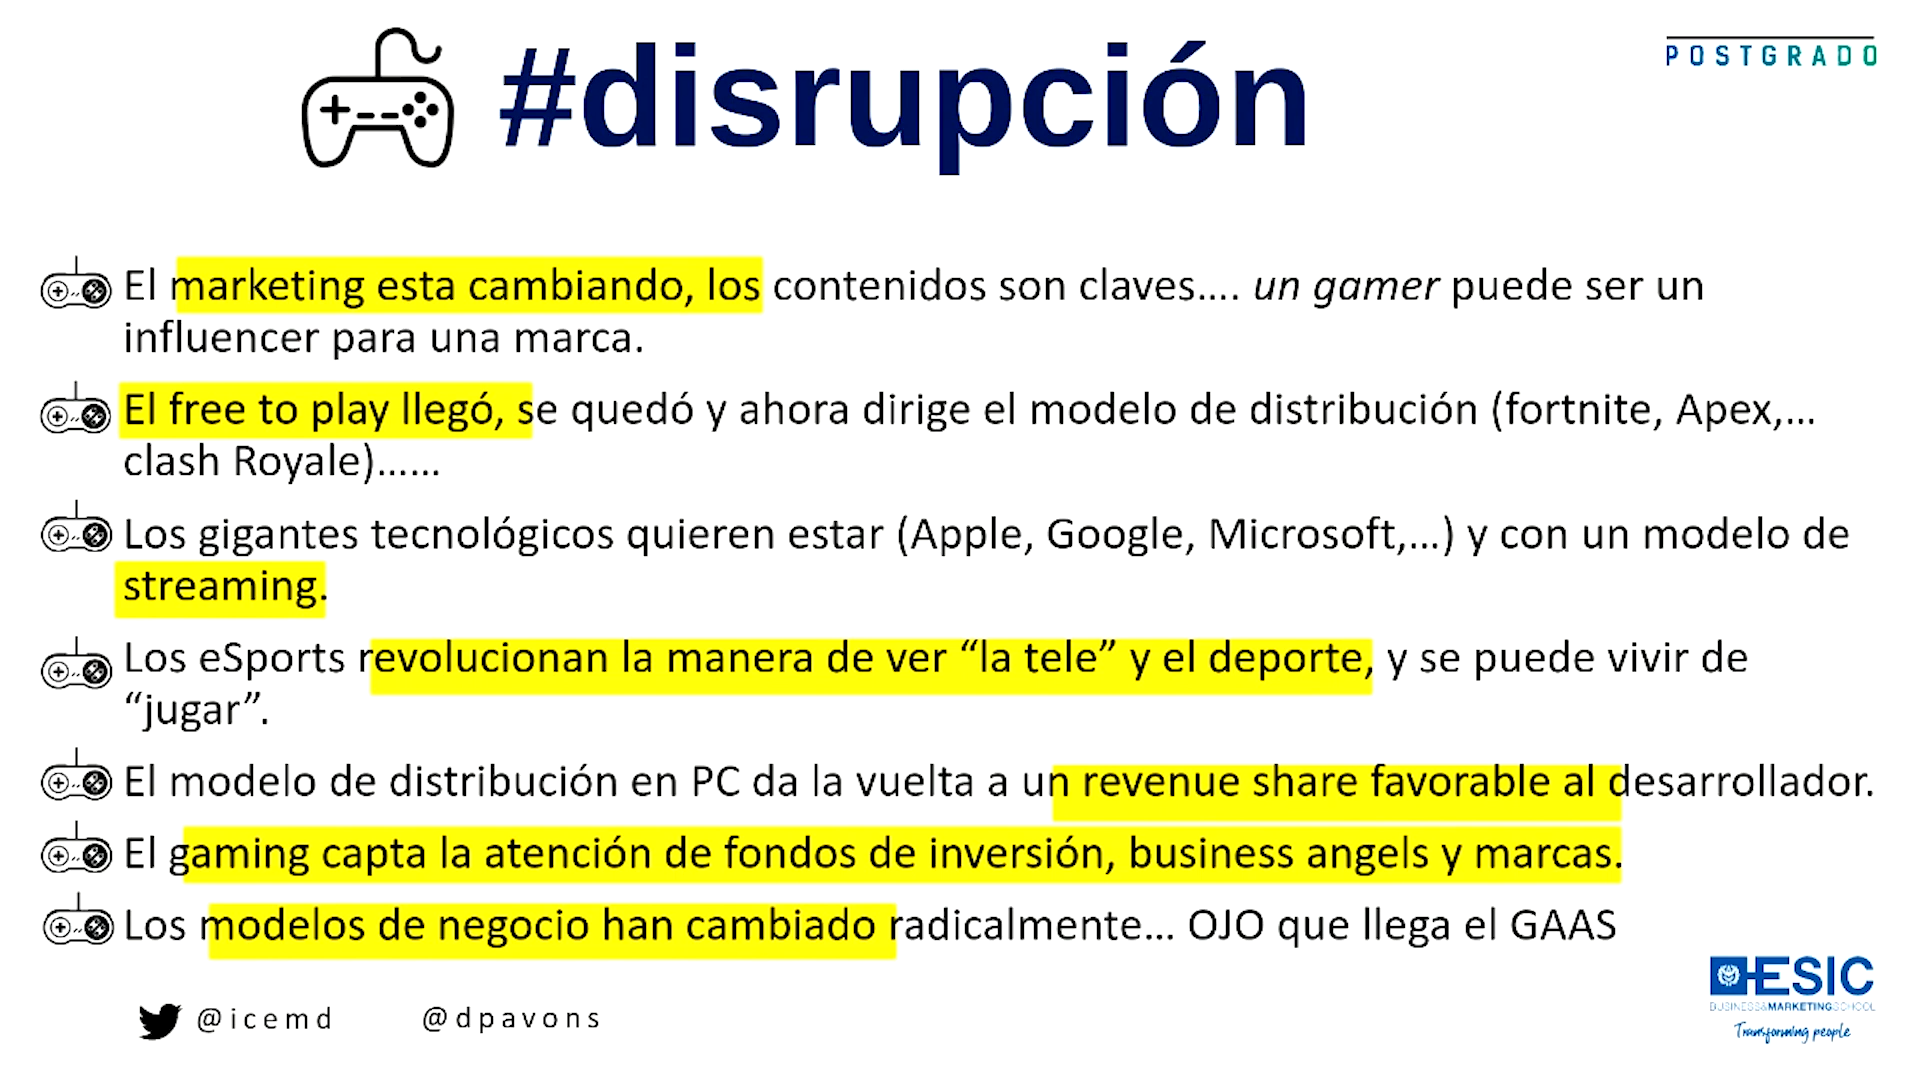 #disrupción
POSTGRADO
El marketing esta cambiando, los contenidos son claves.... un gamer puede ser un
influencer para una marca.
El free to play llegó, se quedó y ahora dirige el modelo de distribución (fortnite, Apex,...
clash Royale)......
Los gigantes tecnológicos quieren estar (Apple, Google, Microsoft,...) y con un modelo de
streaming.
Los eSports revolucionan la manera de ver “la tele” y el deporte, y se puede vivir de
“jugar”.
El modelo de distribución en PC da la vuelta a un revenue share favorable al desarrollador.
El gaming capta la atención de fondos de inversión, business angels y marcas.
Los modelos de negocio han cambiado radicalmente... OJO que llega el GAAS
@icemd @dpavons
ESIC
BUSINESS&MARKETINGSCHOOL
Transforming people